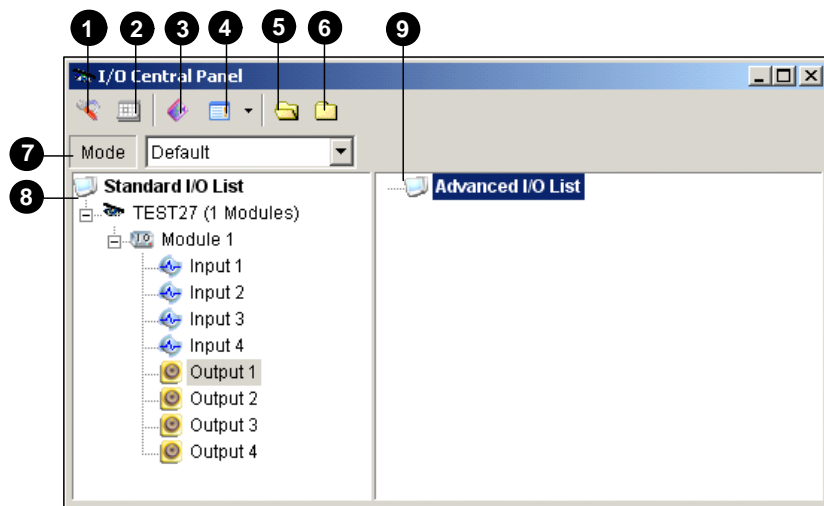 1 2 3 4 5 6 9
I/O Central Panel
7 Mode Default
8 Standard I/O List
Advanced I/O List
TEST27 (1 Modules)
Module 1
Input 1
Input 2
Input 3
Input 4
Output 1
Output 2
Output 3
Output 4